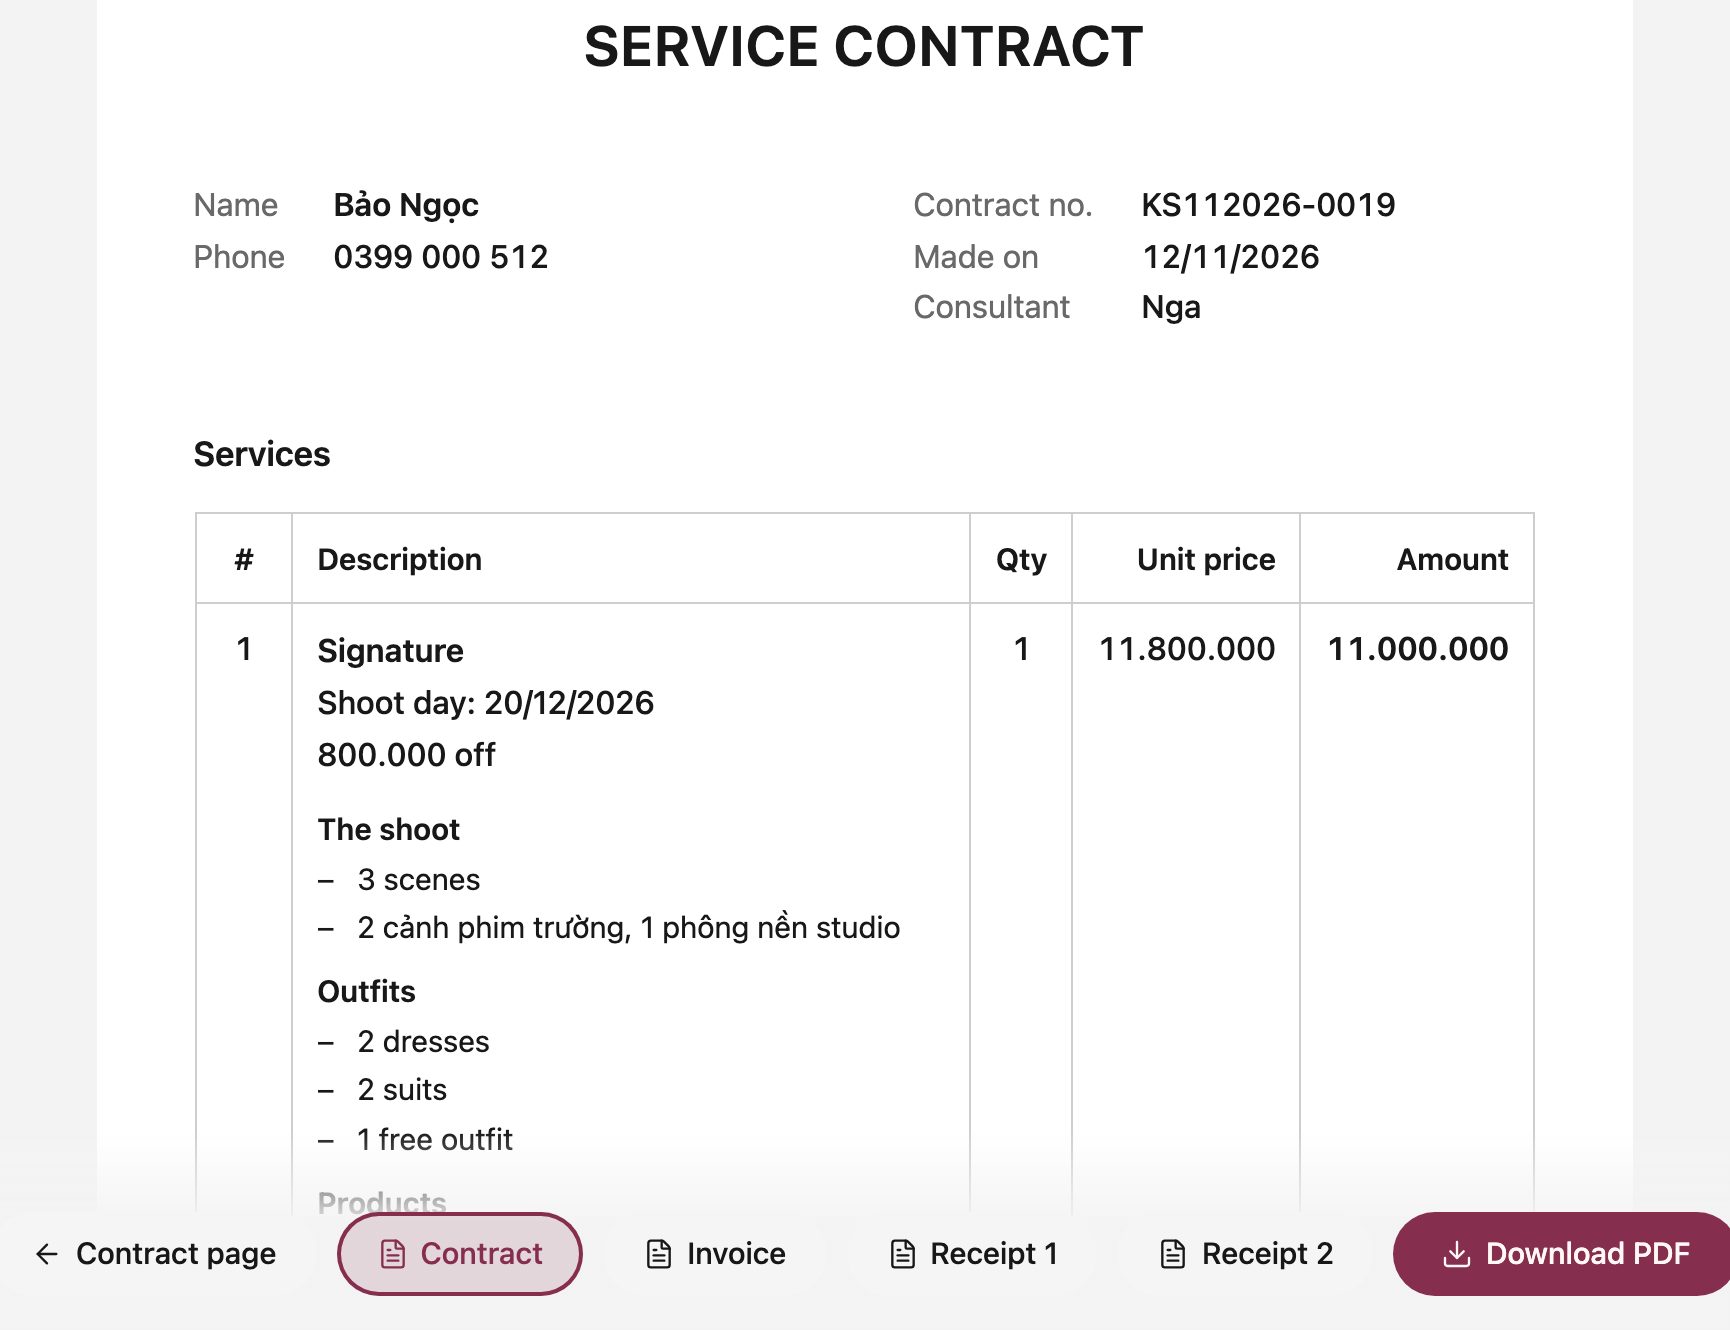 SERVICE CONTRACT
Name Bảo Ngọc
Phone 0399 000 512
Contract no. KS112026-0019
Made on 12/11/2026
Consultant Nga
Services
# Description Qty Unit price Amount
1 Signature 1 11.800.000 11.000.000
Shoot day: 20/12/2026
800.000 off
The shoot
– 3 scenes
– 2 cảnh phim trường, 1 phông nền studio
Outfits
– 2 dresses
– 2 suits
– 1 free outfit
Products
← Contract page Contract Invoice Receipt 1 Receipt 2 Download PDF